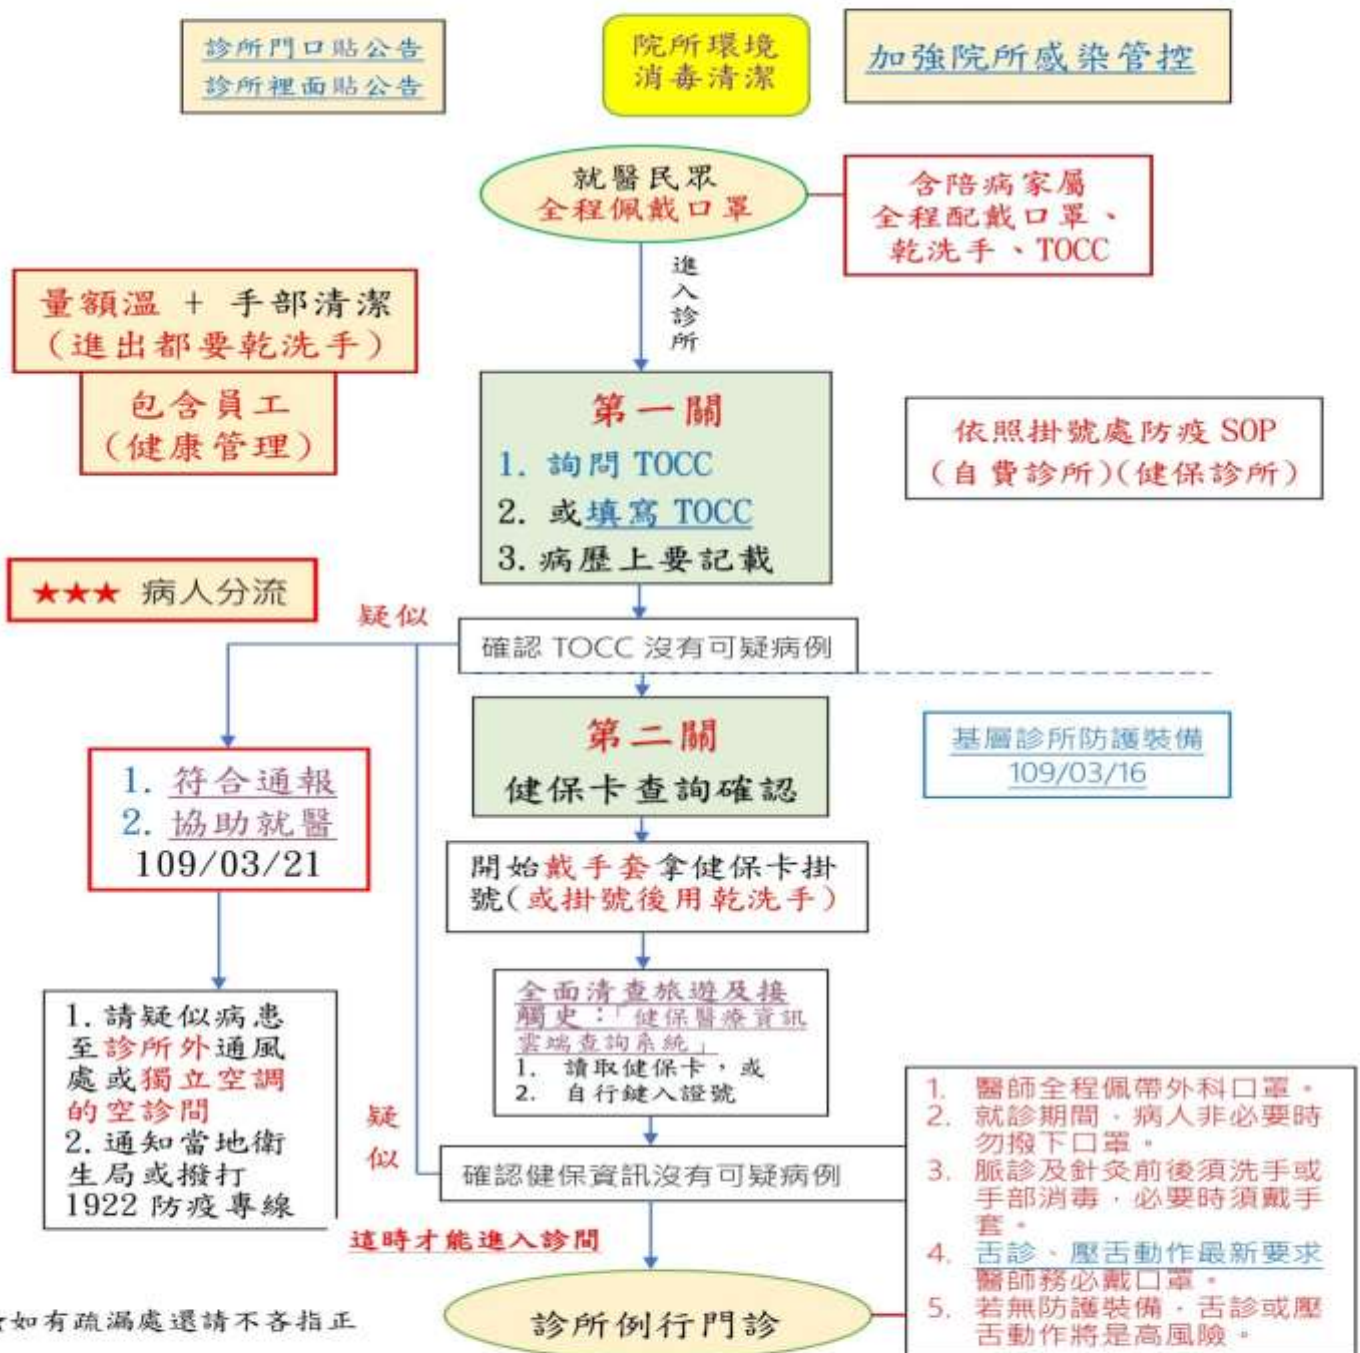 診所門口貼公告
診所裡面貼公告
院所環境
消毒清潔
加強院所感染管控
就醫民眾
全程佩戴口罩
含陪病家屬
全程配戴口罩、
乾洗手、TOCC
進
入
診
所
量額溫 + 手部清潔
(進出都要乾洗手)
包含員工
(健康管理)
第一關
1. 詢問 TOCC
2. 或填寫 TOCC
3. 病歷上要記載
依照掛號處防疫 SOP
(自費診所)(健保診所)
★★★ 病人分流
疑似
確認 TOCC 沒有可疑病例
第二關
健保卡查詢確認
基層診所防護裝備
109/03/16
1. 符合通報
2. 協助就醫
109/03/21
開始戴手套拿健保卡掛
號(或掛號後用乾洗手)
全面清查旅遊及接
觸史：「健保醫療資訊
雲端查詢系統」
1. 讀取健保卡，或
2. 自行鍵入證號
1. 請疑似病患
至診所外通風
處或獨立空調
的空診間
2. 通知當地衛
生局或撥打
1922 防疫專線
疑
似
確認健保資訊沒有可疑病例
這時才能進入診間
診所例行門診
1. 醫師全程佩帶外科口罩。
2. 就診期間，病人非必要時
勿撥下口罩。
3. 脈診及針灸前後須洗手或
手部消毒，必要時須戴手
套。
4. 舌診、壓舌動作最新要求
醫師務必戴口罩。
5. 若無防護裝備，舌診或壓
舌動作將是高風險。
★如有疏漏處還請不吝指正